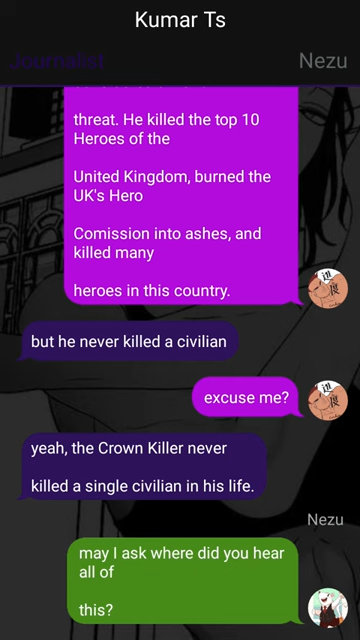 Kumar Ts
Journalist
Nezu
threat. He killed the top 10
Heroes of the
United Kingdom, burned the
UK's Hero
Comission into ashes, and
killed many
heroes in this country.
but he never killed a civilian
excuse me?
yeah, the Crown Killer never
killed a single civilian in his life.
Nezu
may I ask where did you hear
all of
this?